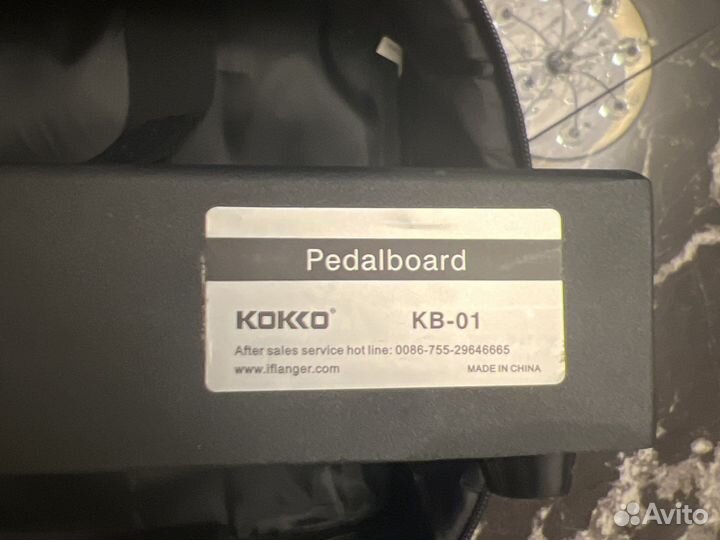 Pedalboard
KOKKO® KB-01
After sales service hot line: 0086-755-29646665
www.iflanger.com MADE IN CHINA
Avito